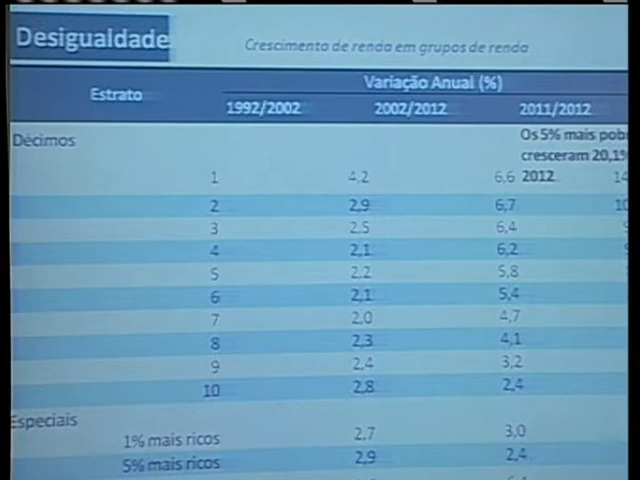 Desigualdade
Crescimento de renda em grupos de renda
Estrato Variação Anual (%)
1992/2002 2002/2012 2011/2012
Décimos Os 5% mais pob
cresceram 20,1%
1 4,2 6,6 2012 14
2 2,9 6,7 10
3 2,5 6,4
4 2,1 6,2
5 2,2 5,8
6 2,1 5,4
7 2,0 4,7
8 2,3 4,1
9 2,4 3,2
10 2,8 2,4
Especiais
1% mais ricos 2,7 3,0
5% mais ricos 2,9 2,4